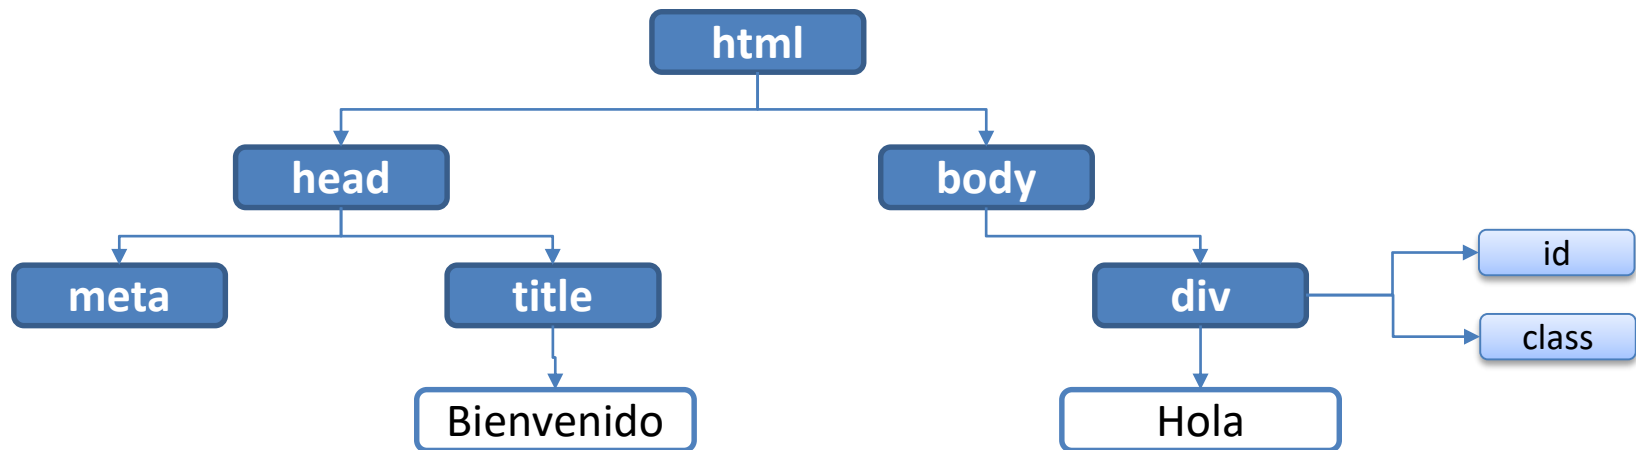 html
head
body
meta
title
div
id
class
Bienvenido
Hola